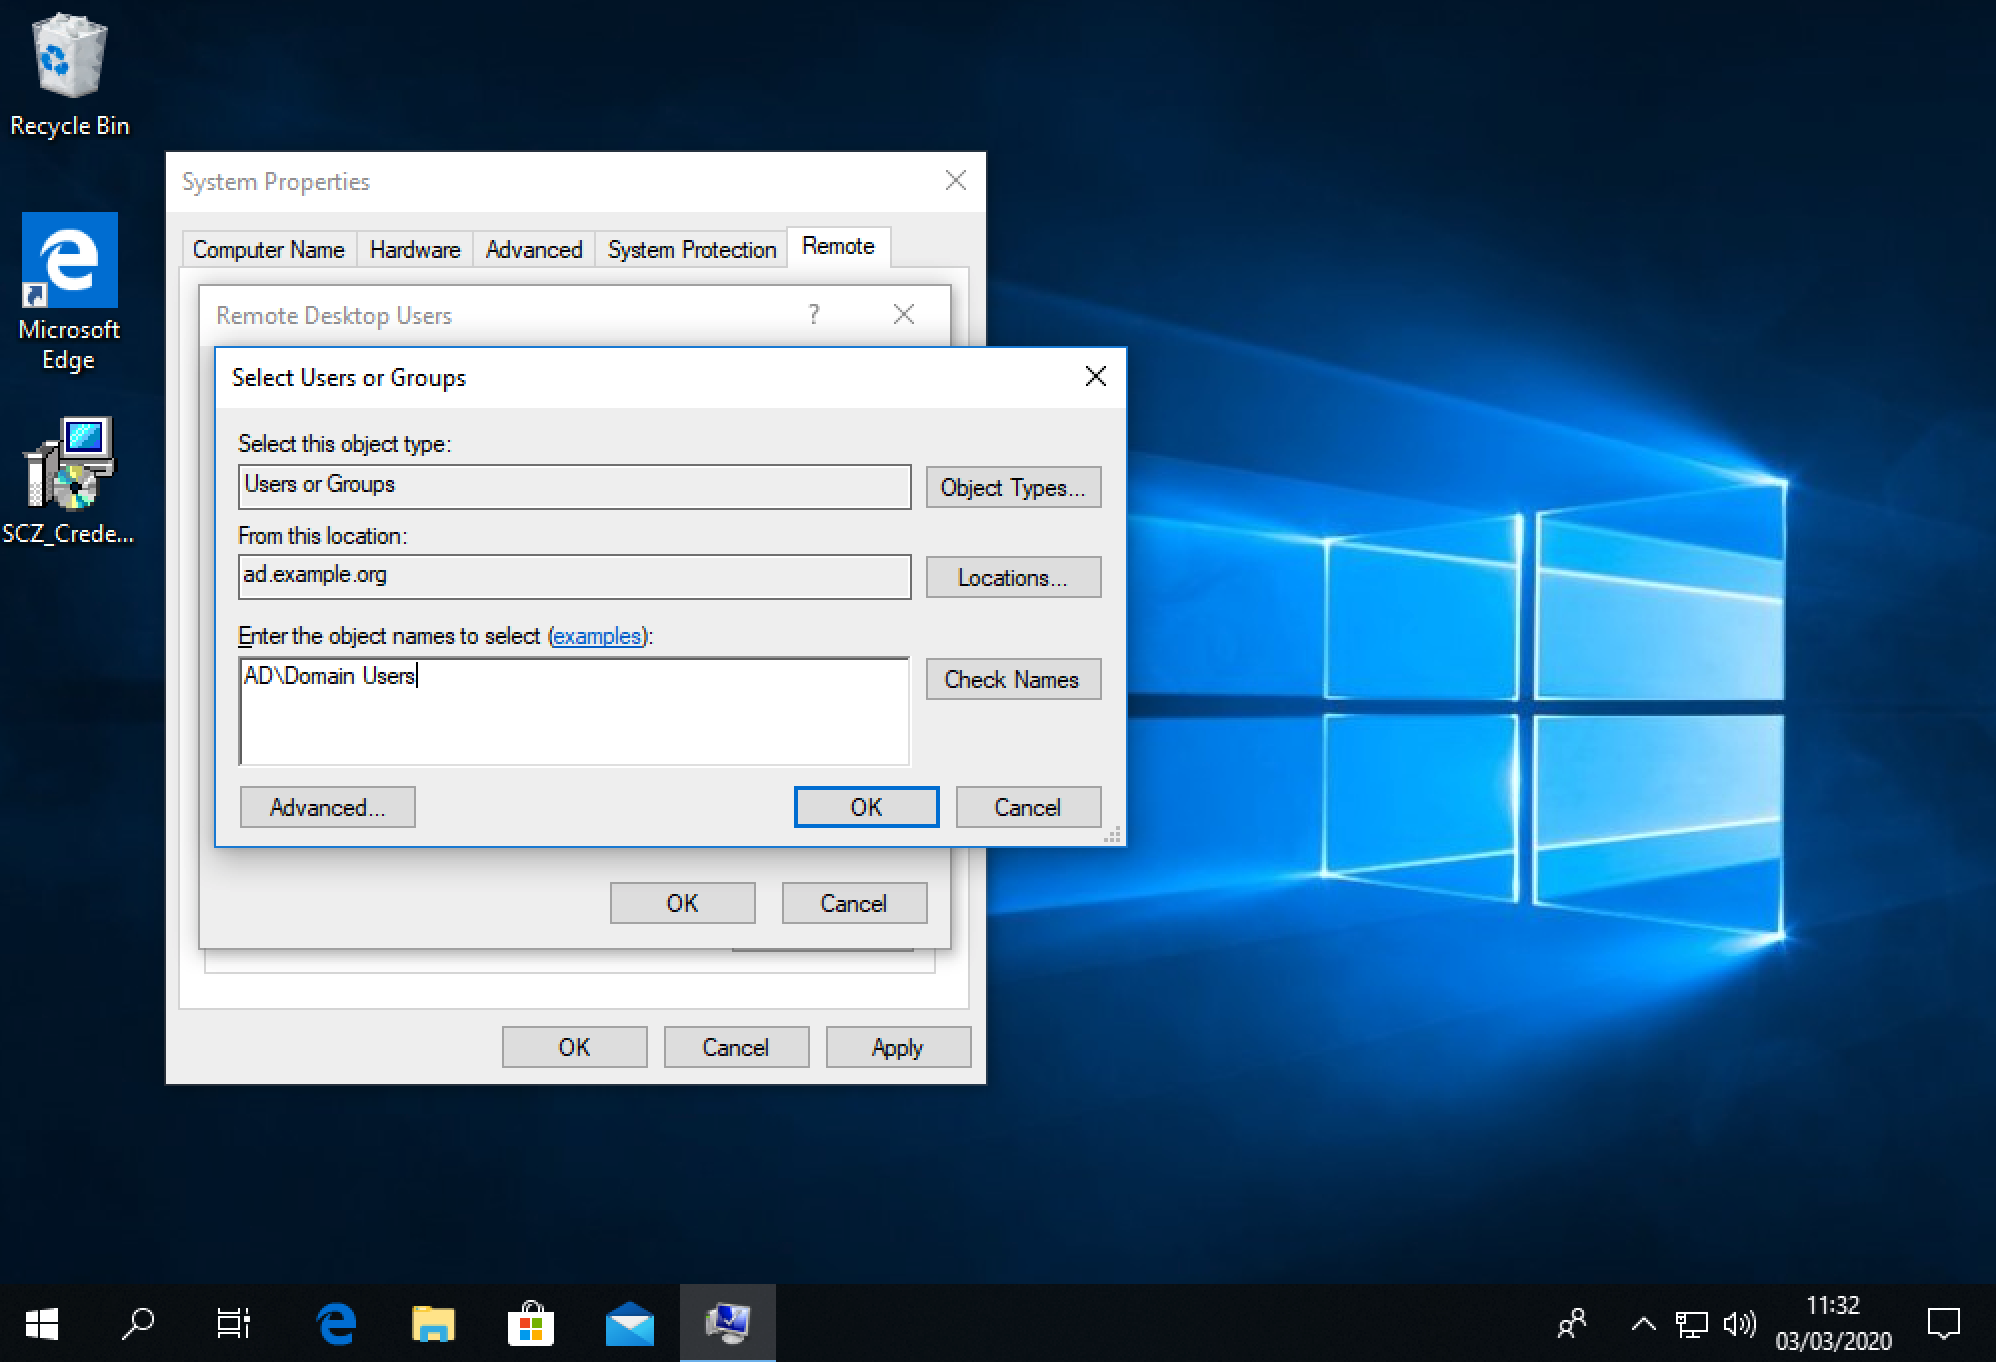 Recycle Bin
Microsoft
Edge
SCZ_Crede...
System Properties
Computer Name
Hardware
Advanced
System Protection
Remote
Remote Desktop Users
?
Select Users or Groups
Select this object type:
Users or Groups
Object Types...
From this location:
ad.example.org
Locations...
Enter the object names to select (examples):
AD\Domain Users
Check Names
Advanced...
OK
Cancel
OK
Cancel
OK
Cancel
Apply
11:32
03/03/2020